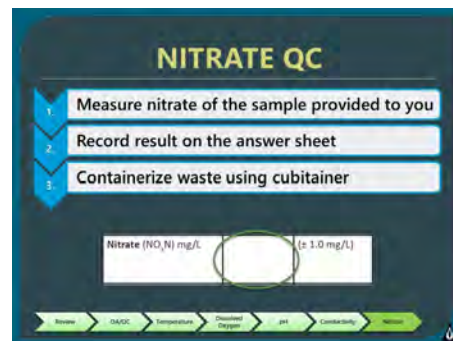 NITRATE QC
1. Measure nitrate of the sample provided to you
2. Record result on the answer sheet
3. Containerize waste using cubitainer
Nitrate (NO₃N) mg/L (± 1.0 mg/L)
Review QA/QC Temperature Dissolved Oxygen pH Conductivity Nitrate